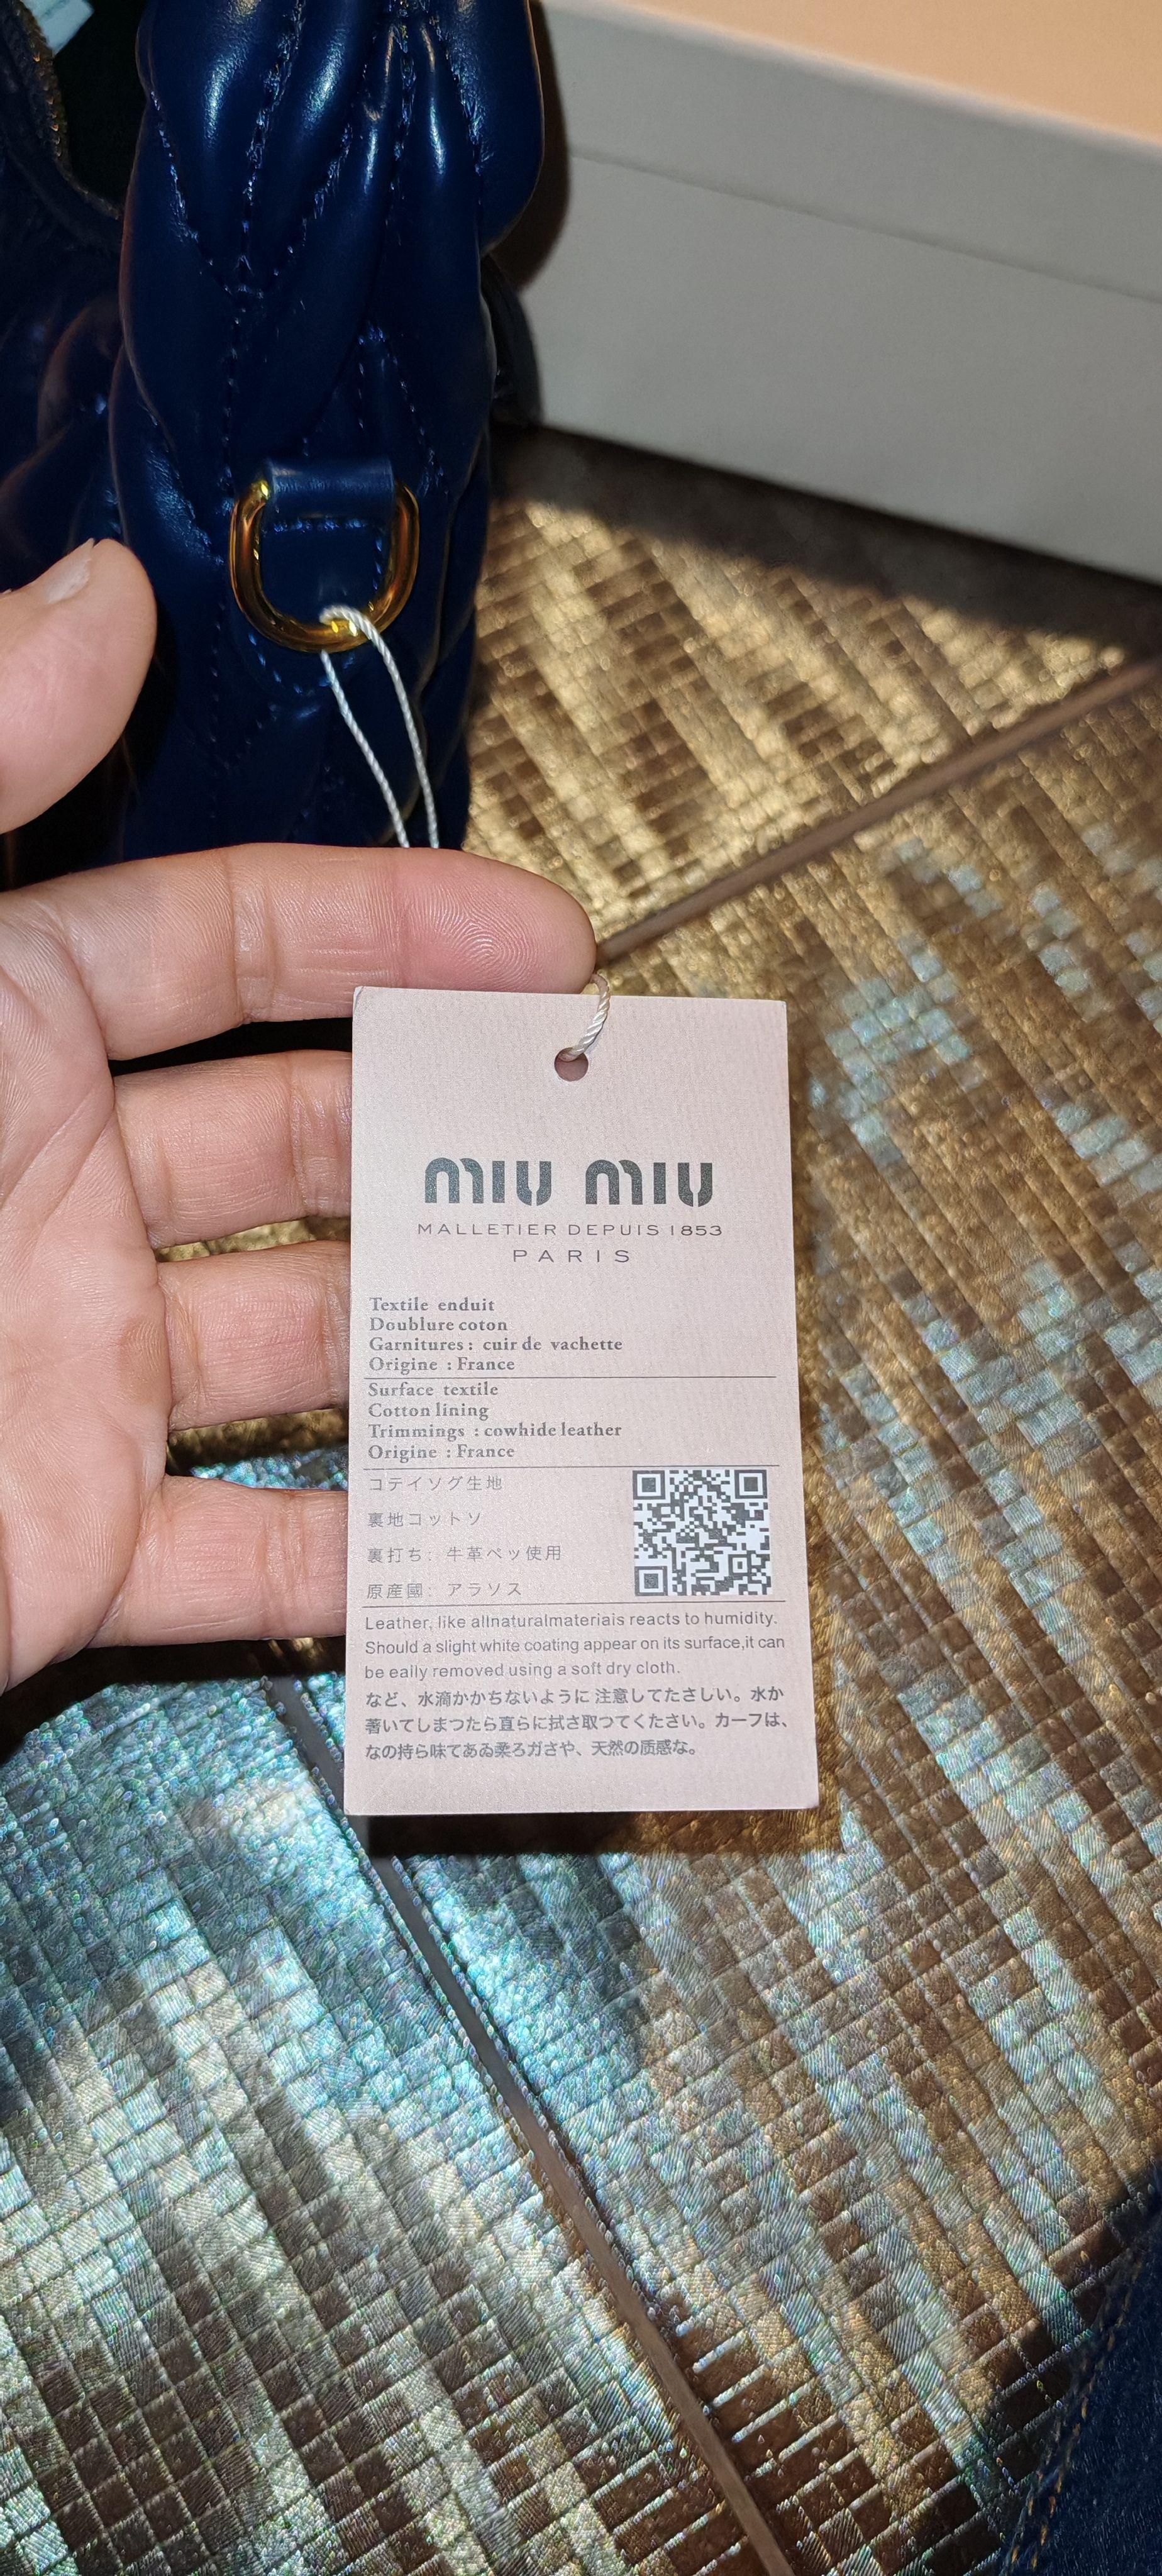 miu miu
MALLETIER DEPUIS 1853
PARIS
Textile enduit
Doublure coton
Garnitures : cuir de vachette
Origine : France
Surface textile
Cotton lining
Trimmings : cowhide leather
Origine : France
コテイソグ生地
裏地コットソ
裏打ち: 牛革ペッ使用
原産國: アラソス
Leather, like allnaturalmateriais reacts to humidity.
Should a slight white coating appear on its surface,it can
be eaily removed using a soft dry cloth.
など、水滴かかちないように 注意してたさしい。水か
著いてしまつたら直らに拭さ取つてくたさい。カーフは、
なの持ら味てあゐ柔ろガさや、天然の质感な。